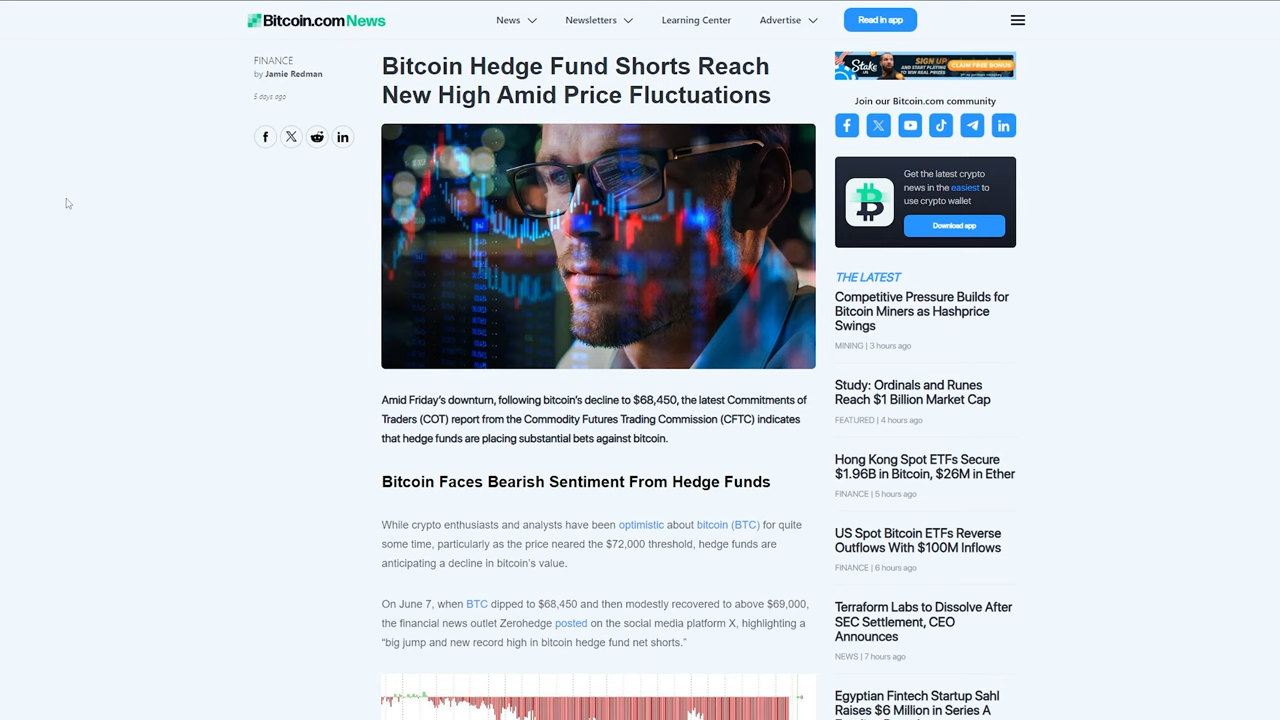 Bitcoin.com News
News
Newsletters
Learning Center
Advertise
Read in app
FINANCE
by Jamie Redman
5 days ago
Bitcoin Hedge Fund Shorts Reach
New High Amid Price Fluctuations
Amid Friday's downturn, following bitcoin's decline to $68,450, the latest Commitments of
Traders (COT) report from the Commodity Futures Trading Commission (CFTC) indicates
that hedge funds are placing substantial bets against bitcoin.
Bitcoin Faces Bearish Sentiment From Hedge Funds
While crypto enthusiasts and analysts have been optimistic about bitcoin (BTC) for quite
some time, particularly as the price neared the $72,000 threshold, hedge funds are
anticipating a decline in bitcoin's value.
On June 7, when BTC dipped to $68,450 and then modestly recovered to above $69,000,
the financial news outlet Zerohedge posted on the social media platform X, highlighting a
“big jump and new record high in bitcoin hedge fund net shorts.”
Stake
SIGN UP
AND START PLAYING
TO WIN REAL PRIZES
CLAIM FREE BONUS
Join our Bitcoin.com community
Get the latest crypto
news in the easiest to
use crypto wallet
Download app
THE LATEST
Competitive Pressure Builds for
Bitcoin Miners as Hashprice
Swings
MINING | 3 hours ago
Study: Ordinals and Runes
Reach $1 Billion Market Cap
FEATURED | 4 hours ago
Hong Kong Spot ETFs Secure
$1.96B in Bitcoin, $26M in Ether
FINANCE | 5 hours ago
US Spot Bitcoin ETFs Reverse
Outflows With $100M Inflows
FINANCE | 6 hours ago
Terraform Labs to Dissolve After
SEC Settlement, CEO
Announces
NEWS | 7 hours ago
Egyptian Fintech Startup Sahl
Raises $6 Million in Series A